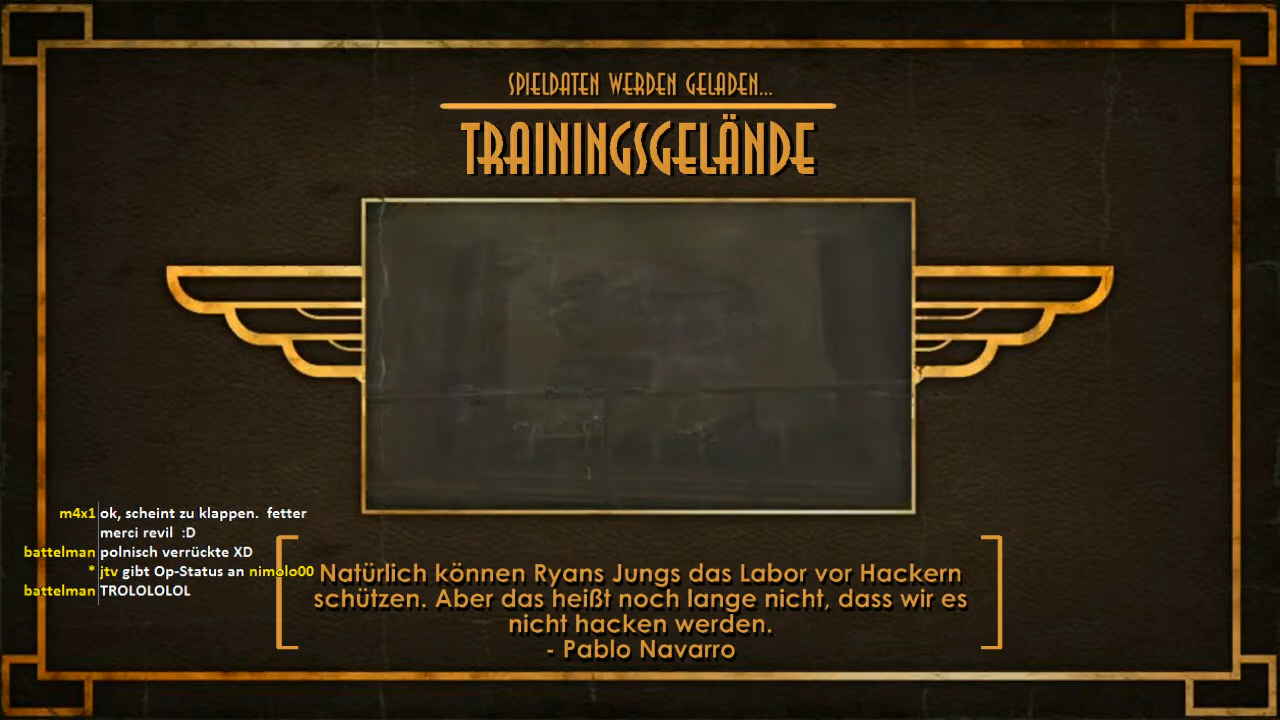 SPIELDATEN WERDEN GELADEN...
TRAININGSGELÄNDE
m4x1 ok, scheint zu klappen. fetter
merci revil :D
battelman polnisch verrückte XD
* jtv gibt Op-Status an nimolo00
battelman TROLOLOLOL
Natürlich können Ryans Jungs das Labor vor Hackern
schützen. Aber das heißt noch lange nicht, dass wir es
nicht hacken werden.
- Pablo Navarro